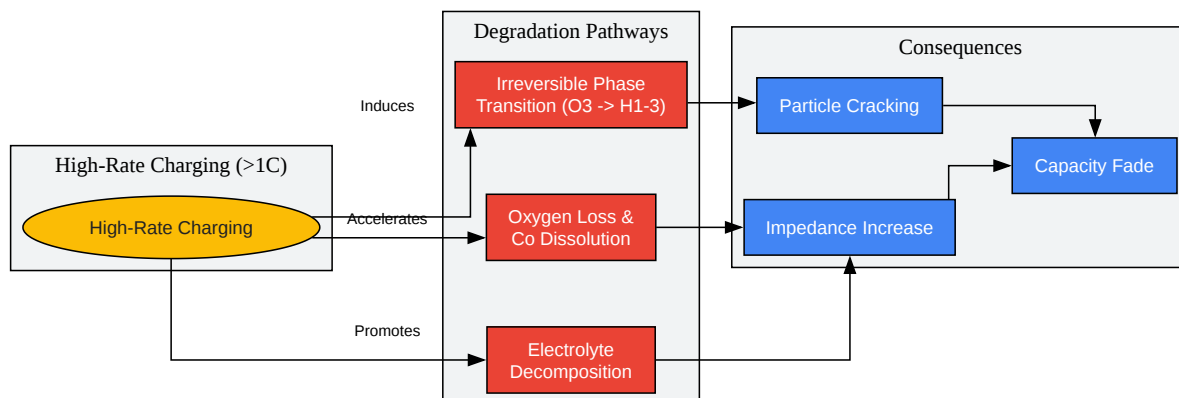 Degradation Pathways
Consequences
Irreversible Phase
Transition (O3 -> H1-3)
Induces
Particle Cracking
High-Rate Charging (>1C)
Capacity Fade
High-Rate Charging
Accelerates
Oxygen Loss &
Co Dissolution
Impedance Increase
Promotes
Electrolyte
Decomposition